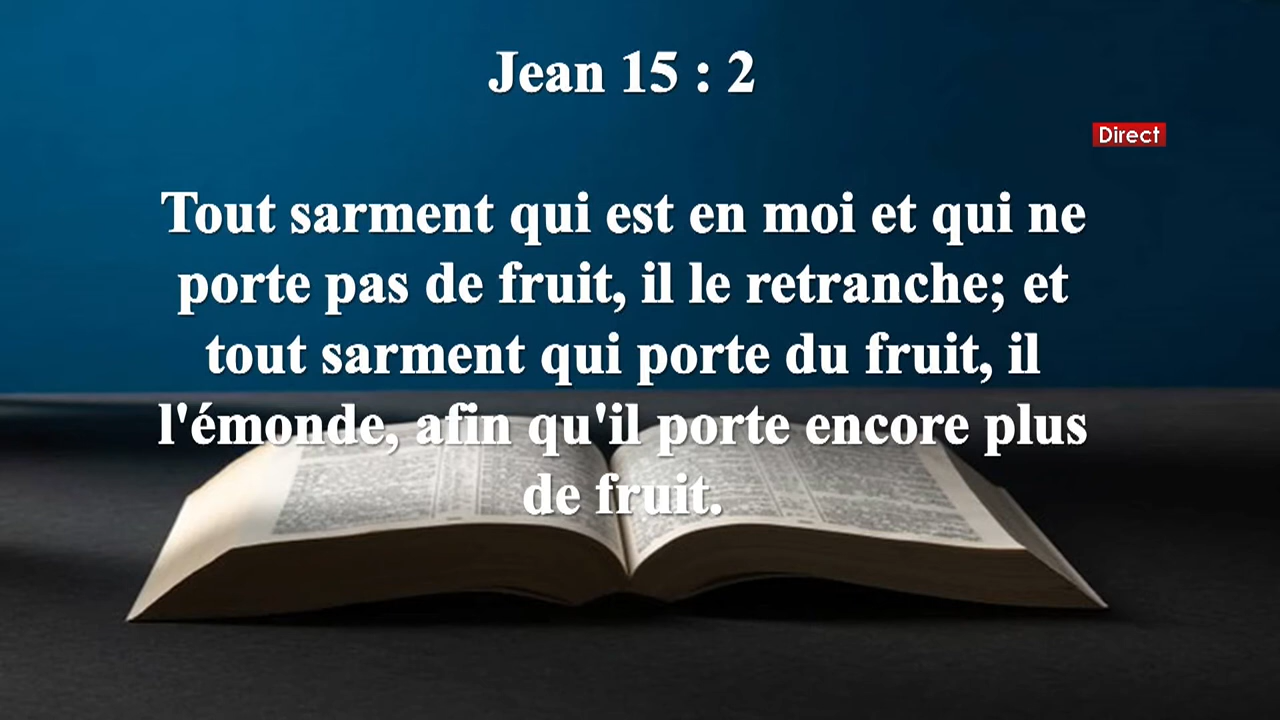 Jean 15 : 2
Direct
Tout sarment qui est en moi et qui ne
porte pas de fruit, il le retranche; et
tout sarment qui porte du fruit, il
l'émonde, afin qu'il porte encore plus
de fruit.